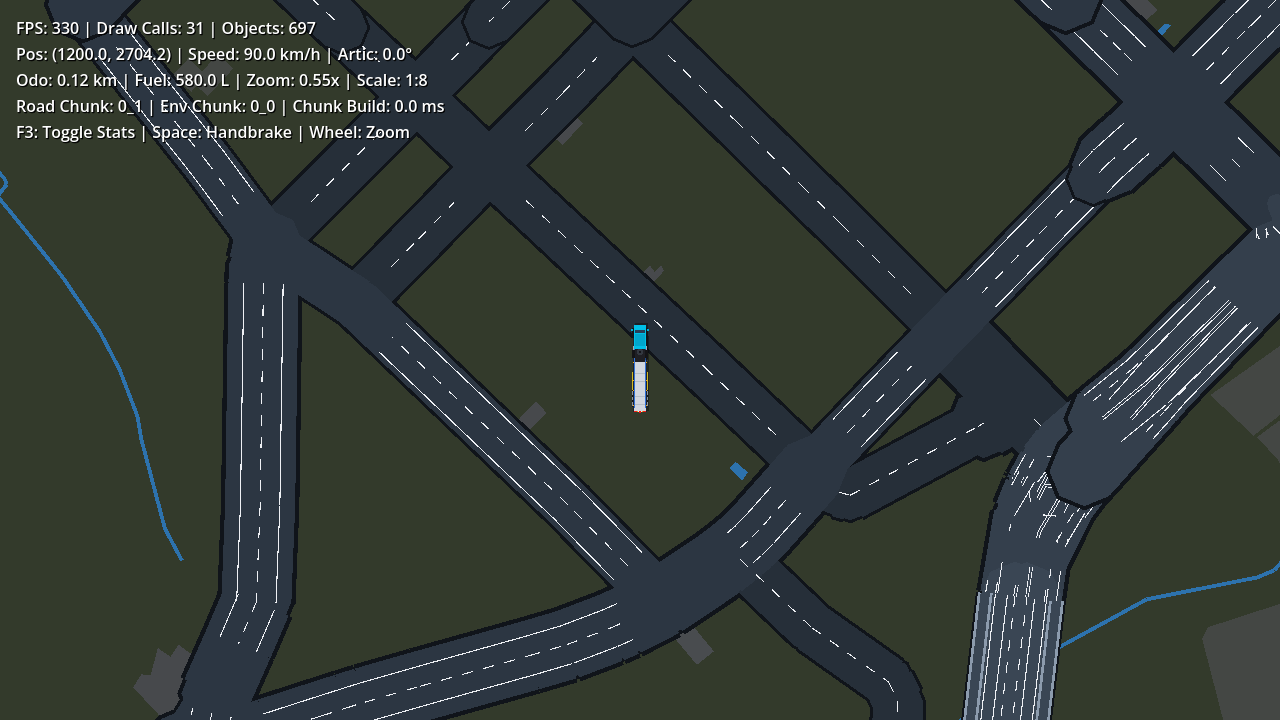 FPS: 330 | Draw Calls: 31 | Objects: 697
Pos: (1200.0, 2704.2) | Speed: 90.0 km/h | Artic: 0.0°
Odo: 0.12 km | Fuel: 580.0 L | Zoom: 0.55x | Scale: 1:8
Road Chunk: 0_1 | Env Chunk: 0_0 | Chunk Build: 0.0 ms
F3: Toggle Stats | Space: Handbrake | Wheel: Zoom